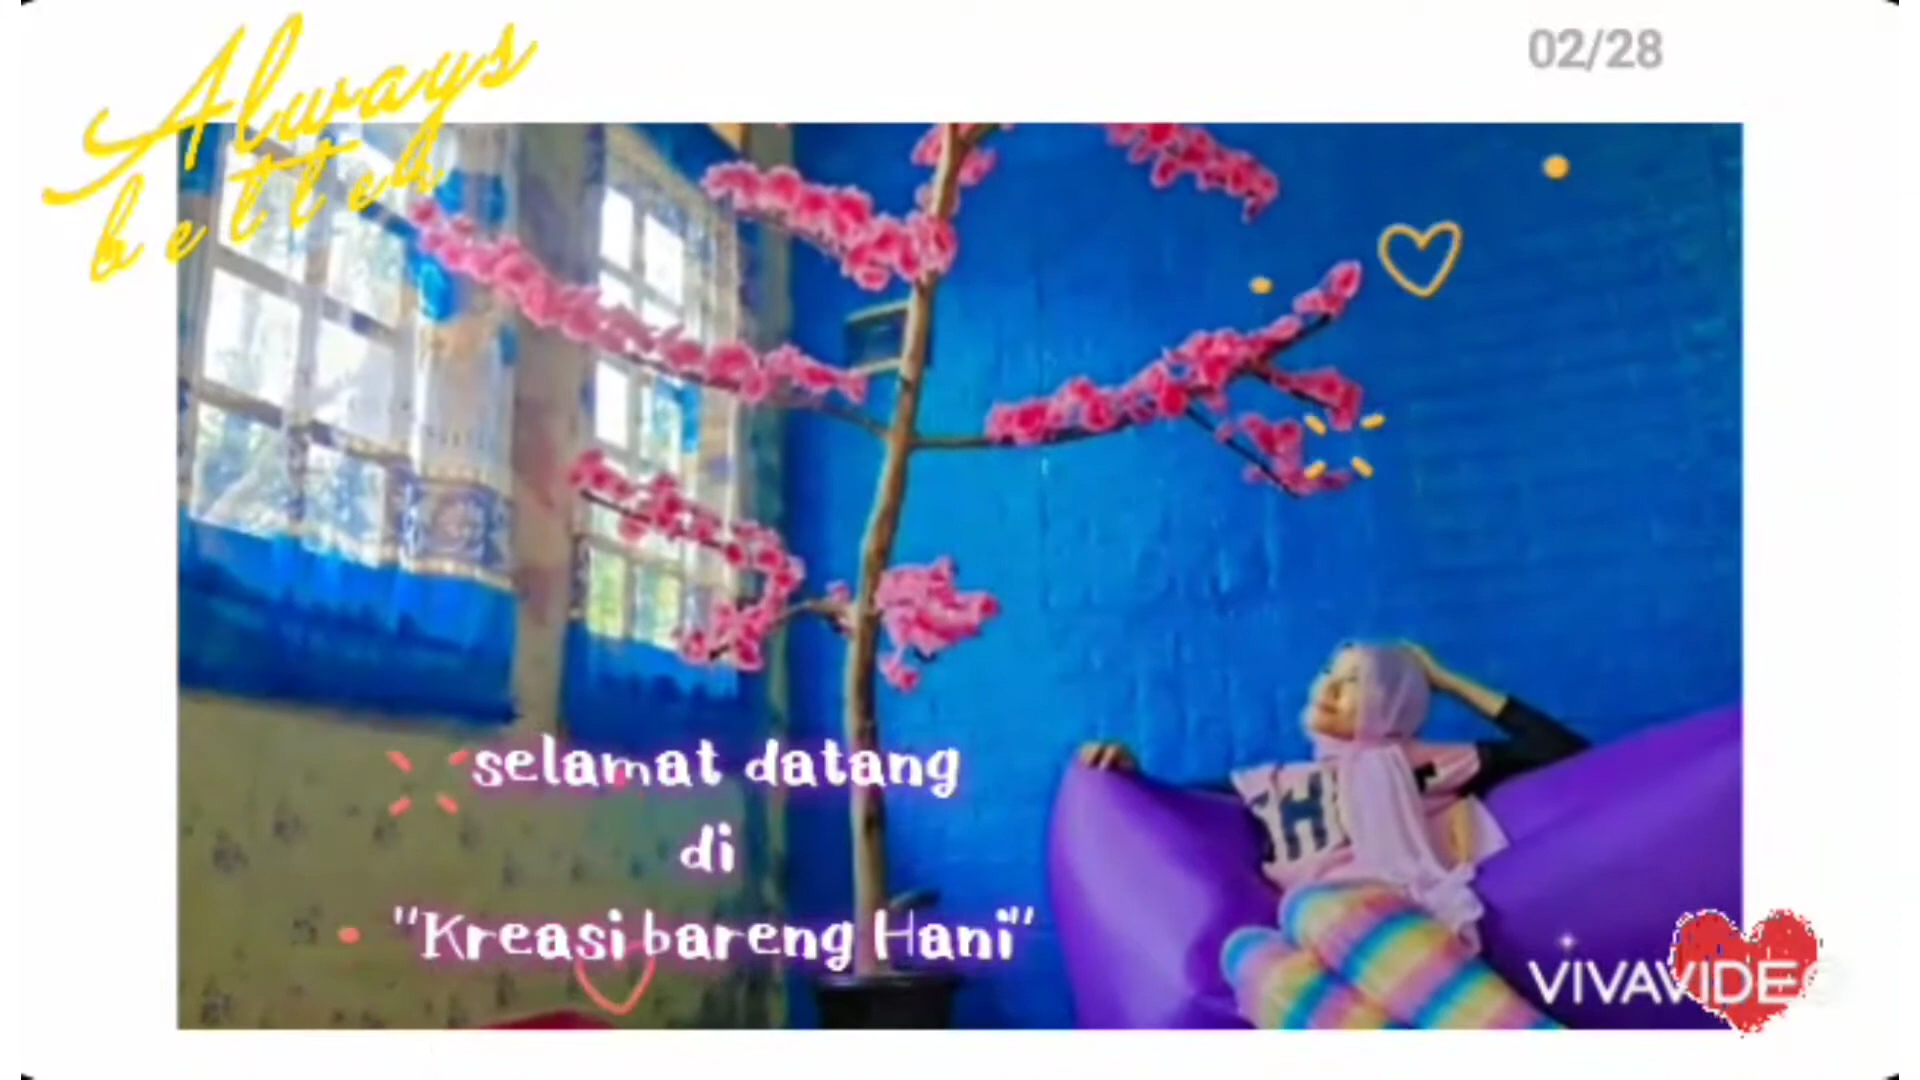 Always
better
02/28
selamat datang
di
"Kreasi bareng Hani"
VIVAVIDEO